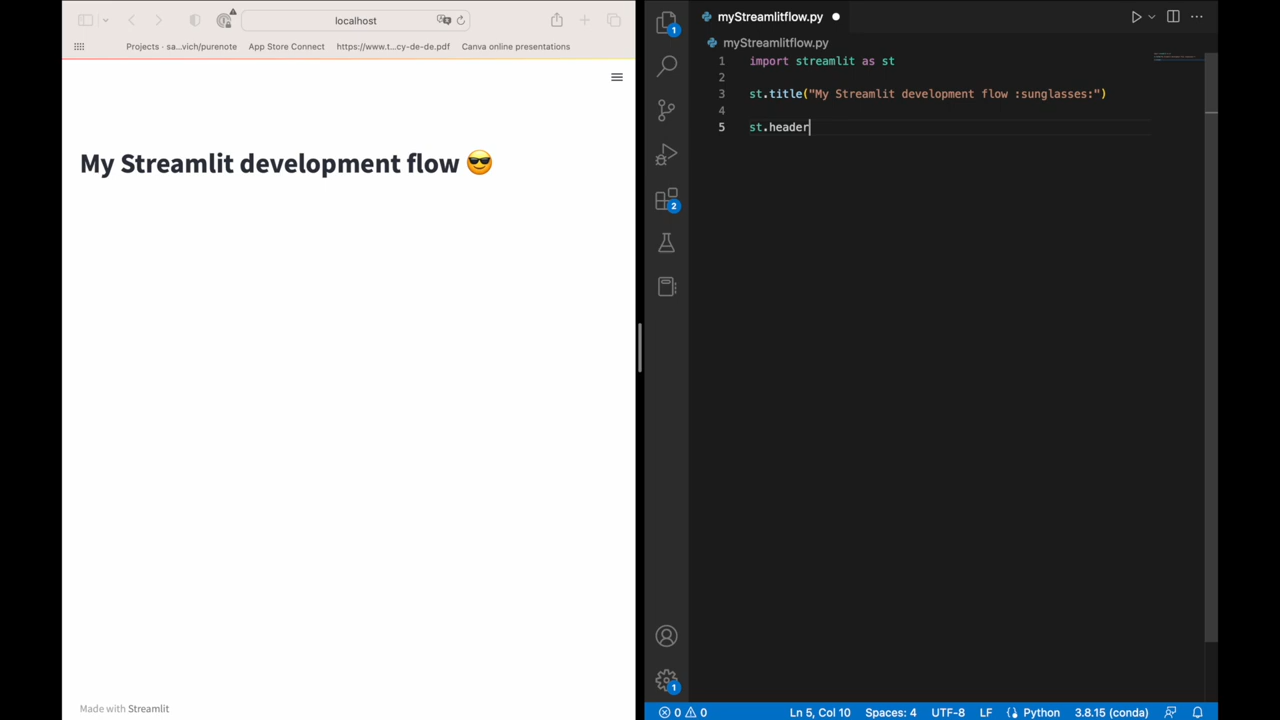 localhost
Projects · sa...vich/purenote App Store Connect https://www.t...cy-de-de.pdf Canva online presentations
My Streamlit development flow 😎
Made with Streamlit
myStreamlitflow.py
myStreamlitflow.py
1 import streamlit as st
2
3 st.title("My Streamlit development flow :sunglasses:")
4
5 st.header
1
2
1
0 0 Ln 5, Col 10 Spaces: 4 UTF-8 LF Python 3.8.15 (conda)